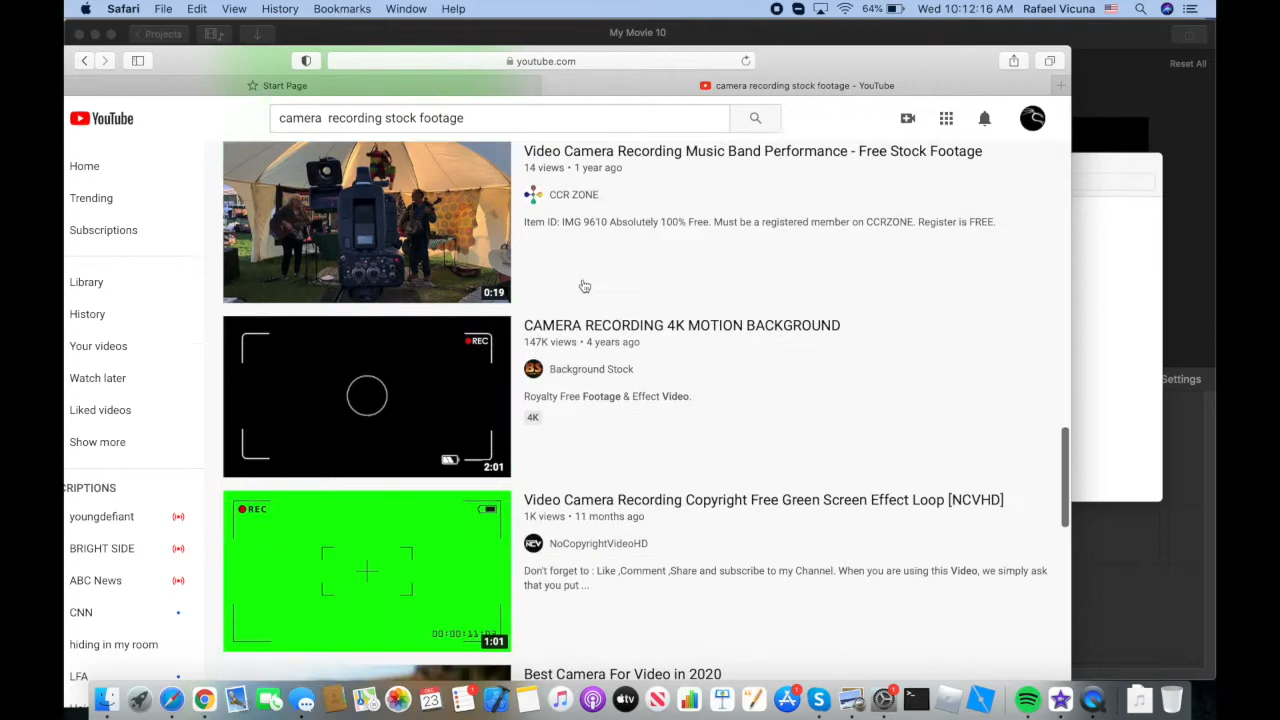 Safari File Edit View History Bookmarks Window Help
64% Wed 10:12:16 AM Rafael Vicuna
Projects
My Movie 10
youtube.com
Reset All
Start Page
camera recording stock footage - YouTube
YouTube
camera  recording stock footage
Video Camera Recording Music Band Performance - Free Stock Footage
14 views • 1 year ago
CCR ZONE
Item ID: IMG 9610 Absolutely 100% Free. Must be a registered member on CCRZONE. Register is FREE.
0:19
CAMERA RECORDING 4K MOTION BACKGROUND
147K views • 4 years ago
Background Stock
Royalty Free Footage & Effect Video.
4K
REC
2:01
Video Camera Recording Copyright Free Green Screen Effect Loop [NCVHD]
1K views • 11 months ago
NoCopyrightVideoHD
Don't forget to : Like ,Comment ,Share and subscribe to my Channel. When you are using this Video, we simply ask
that you put ...
REC
1:01
Best Camera For Video in 2020
Home
Trending
Subscriptions
Library
History
Your videos
Watch later
Liked videos
Show more
CRIPTIONS
youngdefiant
BRIGHT SIDE
ABC News
CNN
hiding in my room
LFA
Settings
DEC
23